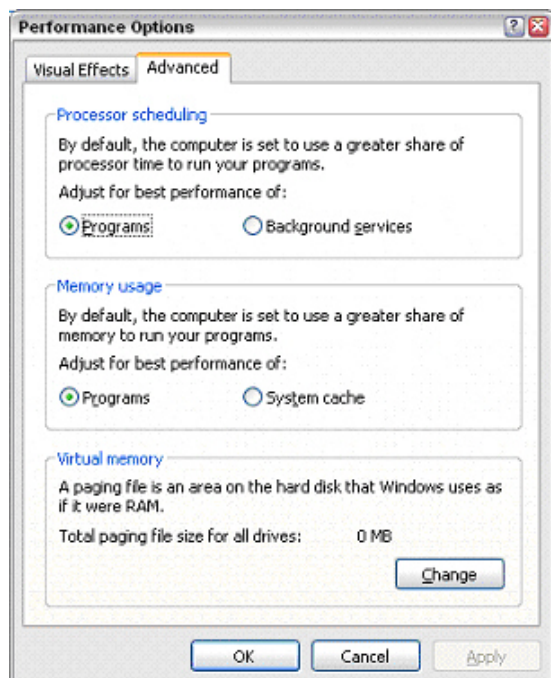 Performance Options
Visual Effects
Advanced
Processor scheduling
By default, the computer is set to use a greater share of
processor time to run your programs.
Adjust for best performance of:
Programs
Background services
Memory usage
By default, the computer is set to use a greater share of
memory to run your programs.
Adjust for best performance of:
Programs
System cache
Virtual memory
A paging file is an area on the hard disk that Windows uses as
if it were RAM.
Total paging file size for all drives: 0 MB
Change
OK
Cancel
Apply